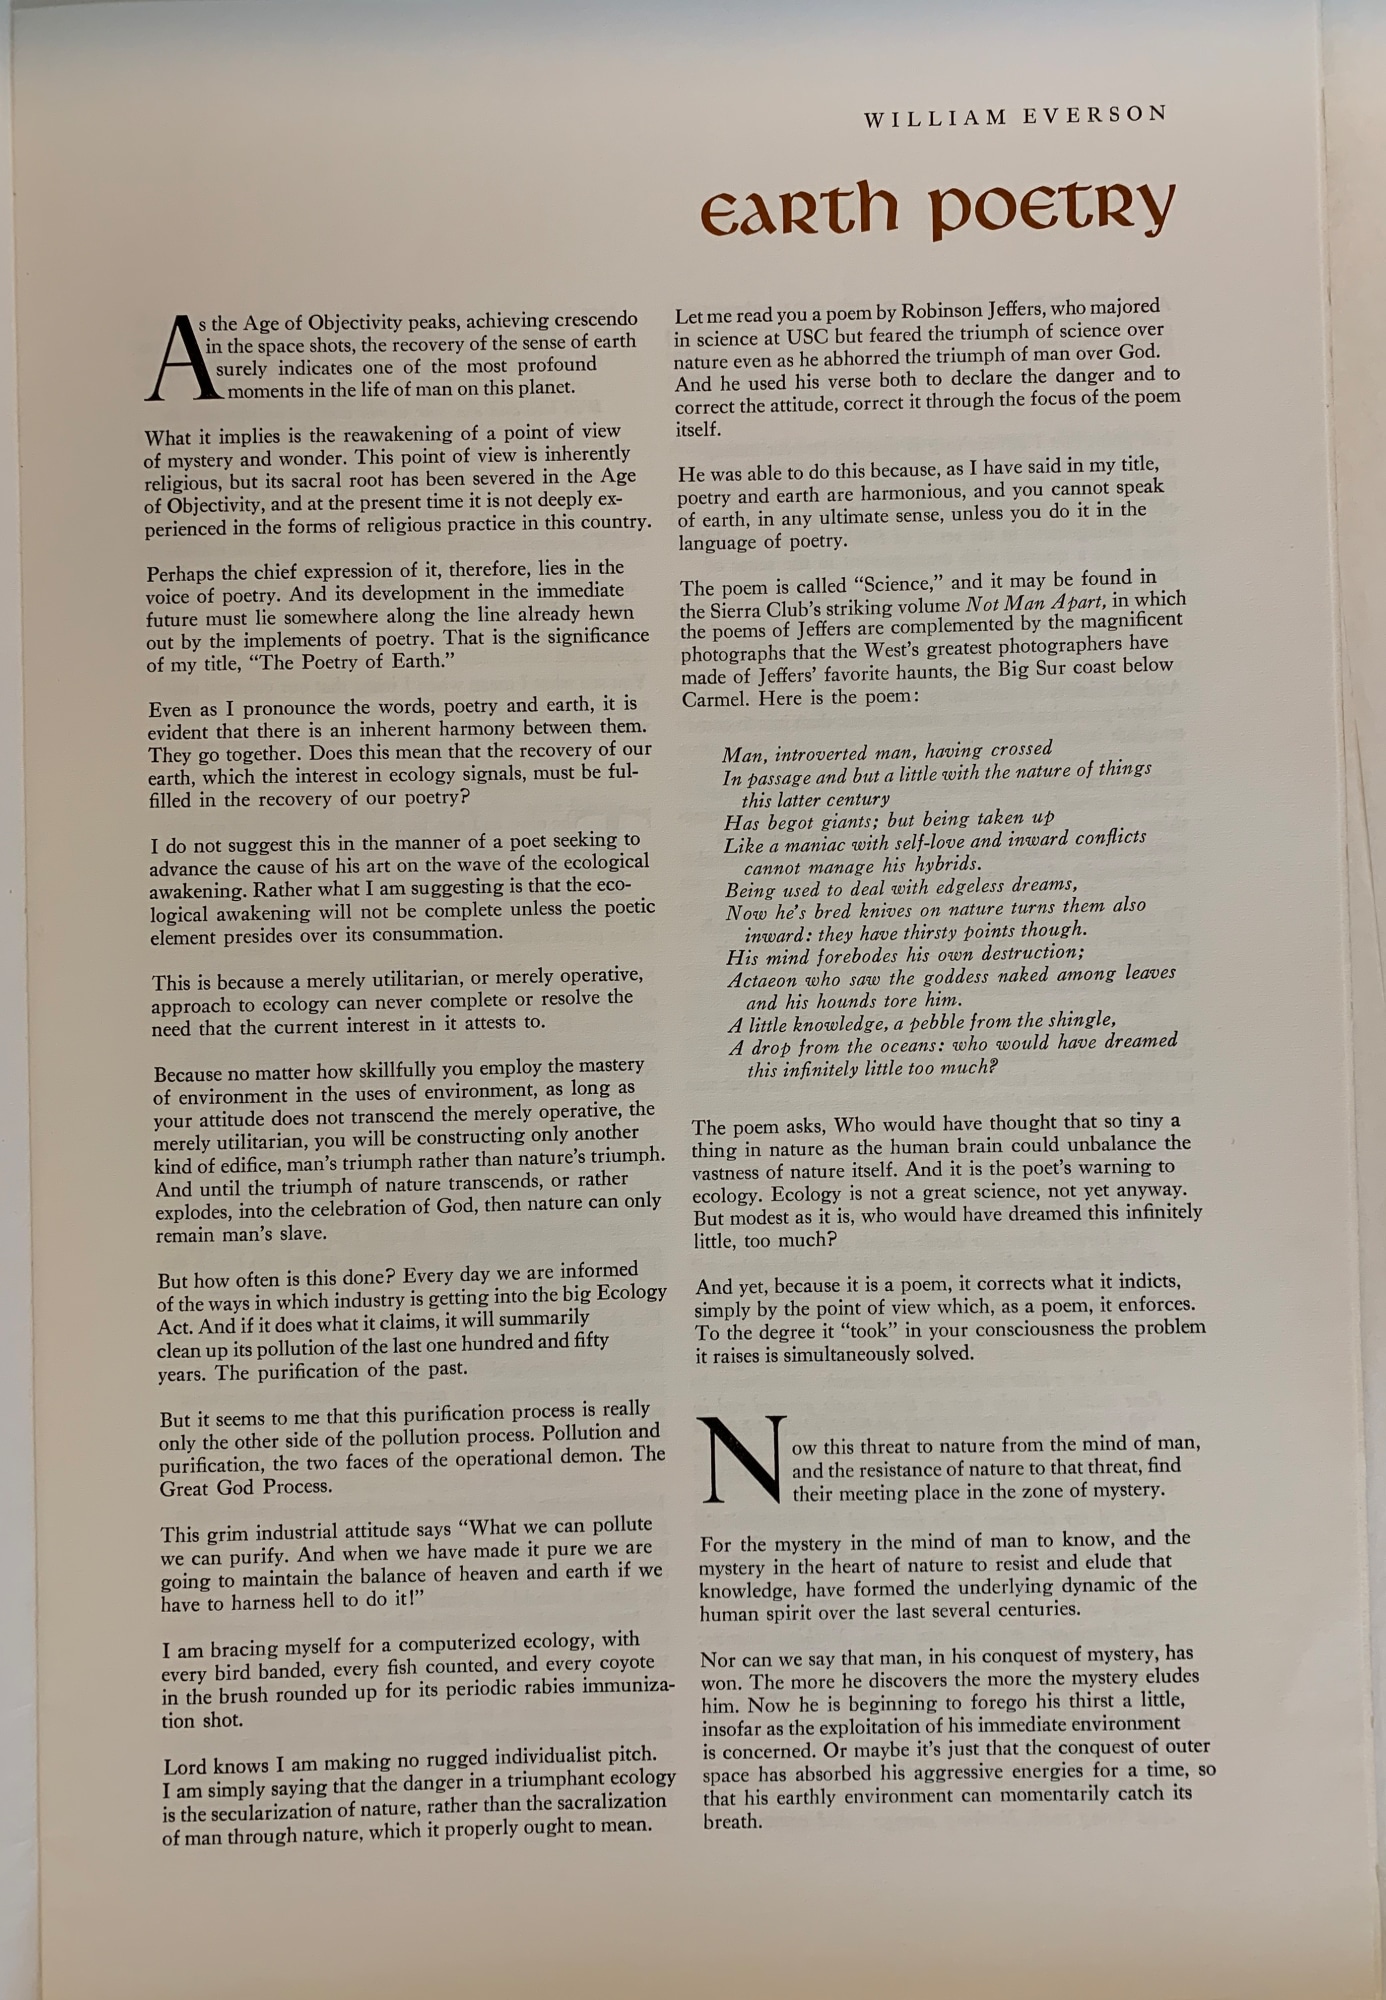 WILLIAM EVERSON
EARTH POETRY
As the Age of Objectivity peaks, achieving crescendo
in the space shots, the recovery of the sense of earth
surely indicates one of the most profound
moments in the life of man on this planet.
What it implies is the reawakening of a point of view
of mystery and wonder. This point of view is inherently
religious, but its sacral root has been severed in the Age
of Objectivity, and at the present time it is not deeply ex-
perienced in the forms of religious practice in this country.
Perhaps the chief expression of it, therefore, lies in the
voice of poetry. And its development in the immediate
future must lie somewhere along the line already hewn
out by the implements of poetry. That is the significance
of my title, “The Poetry of Earth.”
Even as I pronounce the words, poetry and earth, it is
evident that there is an inherent harmony between them.
They go together. Does this mean that the recovery of our
earth, which the interest in ecology signals, must be ful-
filled in the recovery of our poetry?
I do not suggest this in the manner of a poet seeking to
advance the cause of his art on the wave of the ecological
awakening. Rather what I am suggesting is that the eco-
logical awakening will not be complete unless the poetic
element presides over its consummation.
This is because a merely utilitarian, or merely operative,
approach to ecology can never complete or resolve the
need that the current interest in it attests to.
Because no matter how skillfully you employ the mastery
of environment in the uses of environment, as long as
your attitude does not transcend the merely operative, the
merely utilitarian, you will be constructing only another
kind of edifice, man's triumph rather than nature's triumph.
And until the triumph of nature transcends, or rather
explodes, into the celebration of God, then nature can only
remain man's slave.
But how often is this done? Every day we are informed
of the ways in which industry is getting into the big Ecology
Act. And if it does what it claims, it will summarily
clean up its pollution of the last one hundred and fifty
years. The purification of the past.
But it seems to me that this purification process is really
only the other side of the pollution process. Pollution and
purification, the two faces of the operational demon. The
Great God Process.
This grim industrial attitude says “What we can pollute
we can purify. And when we have made it pure we are
going to maintain the balance of heaven and earth if we
have to harness hell to do it!”
I am bracing myself for a computerized ecology, with
every bird banded, every fish counted, and every coyote
in the brush rounded up for its periodic rabies immuniza-
tion shot.
Lord knows I am making no rugged individualist pitch.
I am simply saying that the danger in a triumphant ecology
is the secularization of nature, rather than the sacralization
of man through nature, which it properly ought to mean.
Let me read you a poem by Robinson Jeffers, who majored
in science at USC but feared the triumph of science over
nature even as he abhorred the triumph of man over God.
And he used his verse both to declare the danger and to
correct the attitude, correct it through the focus of the poem
itself.
He was able to do this because, as I have said in my title,
poetry and earth are harmonious, and you cannot speak
of earth, in any ultimate sense, unless you do it in the
language of poetry.
The poem is called “Science,” and it may be found in
the Sierra Club's striking volume Not Man Apart, in which
the poems of Jeffers are complemented by the magnificent
photographs that the West's greatest photographers have
made of Jeffers' favorite haunts, the Big Sur coast below
Carmel. Here is the poem:
Man, introverted man, having crossed
In passage and but a little with the nature of things
this latter century
Has begot giants; but being taken up
Like a maniac with self-love and inward conflicts
cannot manage his hybrids.
Being used to deal with edgeless dreams,
Now he's bred knives on nature turns them also
inward: they have thirsty points though.
His mind forebodes his own destruction;
Actaeon who saw the goddess naked among leaves
and his hounds tore him.
A little knowledge, a pebble from the shingle,
A drop from the oceans: who would have dreamed
this infinitely little too much?
The poem asks, Who would have thought that so tiny a
thing in nature as the human brain could unbalance the
vastness of nature itself. And it is the poet's warning to
ecology. Ecology is not a great science, not yet anyway.
But modest as it is, who would have dreamed this infinitely
little, too much?
And yet, because it is a poem, it corrects what it indicts,
simply by the point of view which, as a poem, it enforces.
To the degree it “took” in your consciousness the problem
it raises is simultaneously solved.
Now this threat to nature from the mind of man,
and the resistance of nature to that threat, find
their meeting place in the zone of mystery.
For the mystery in the mind of man to know, and the
mystery in the heart of nature to resist and elude that
knowledge, have formed the underlying dynamic of the
human spirit over the last several centuries.
Nor can we say that man, in his conquest of mystery, has
won. The more he discovers the more the mystery eludes
him. Now he is beginning to forego his thirst a little,
insofar as the exploitation of his immediate environment
is concerned. Or maybe it's just that the conquest of outer
space has absorbed his aggressive energies for a time, so
that his earthly environment can momentarily catch its
breath.